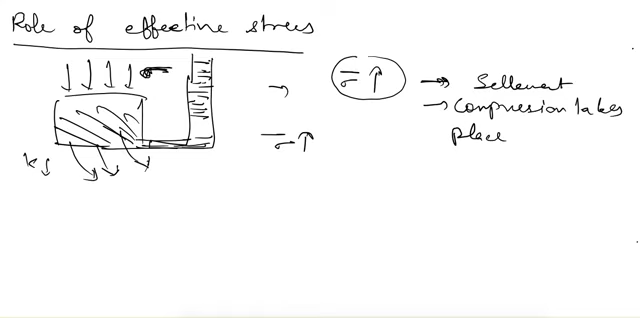 Role of effective stress
σ̄ ↑ → Settlement
→ Compression takes
place
σ̄ ↑